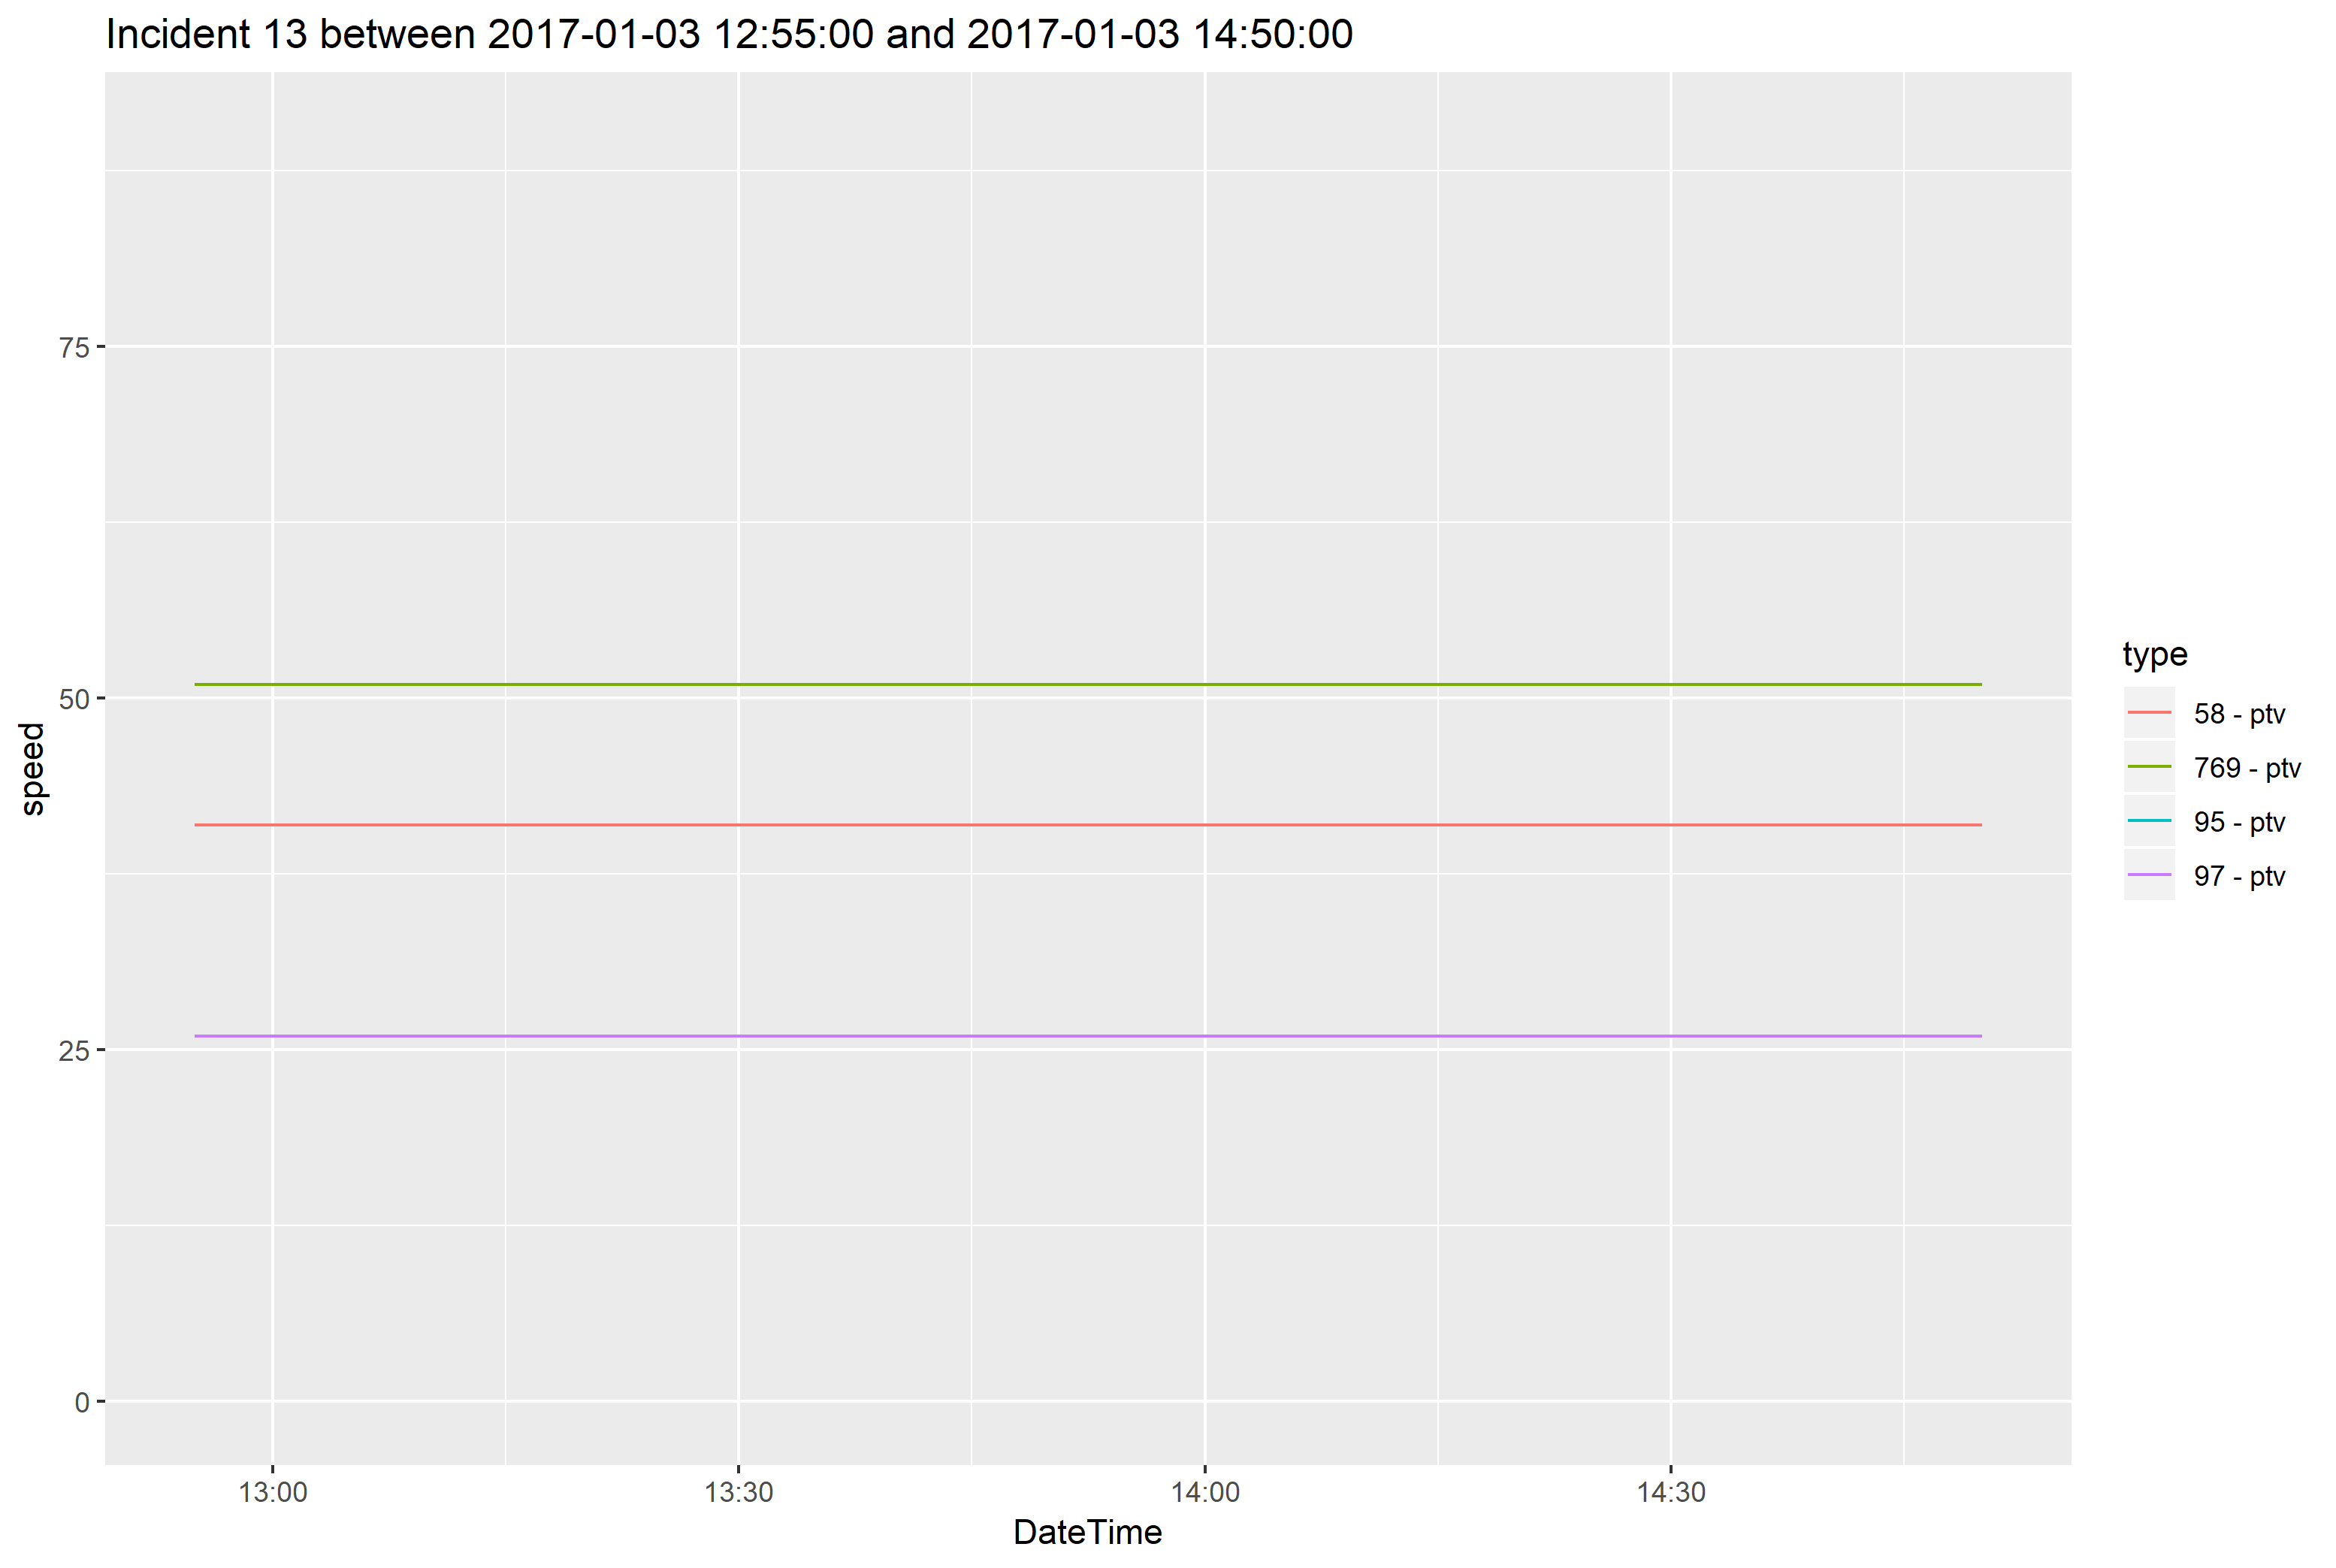 Incident 13 between 2017-01-03 12:55:00 and 2017-01-03 14:50:00
75
50
25
0
speed
13:00 13:30 14:00 14:30
DateTime
type
58 - ptv
769 - ptv
95 - ptv
97 - ptv